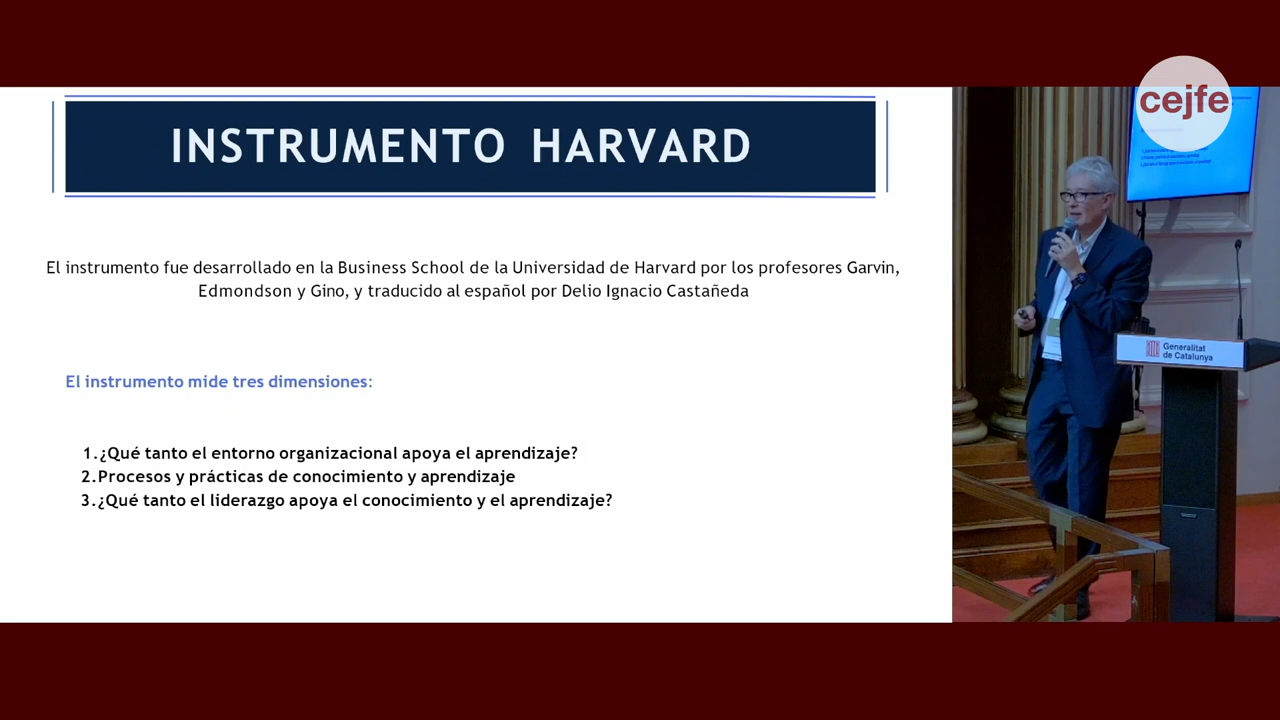 cejfe
INSTRUMENTO HARVARD
El instrumento fue desarrollado en la Business School de la Universidad de Harvard por los profesores Garvin,
Edmondson y Gino, y traducido al español por Delio Ignacio Castañeda
El instrumento mide tres dimensiones:
1.¿Qué tanto el entorno organizacional apoya el aprendizaje?
2.Procesos y prácticas de conocimiento y aprendizaje
3.¿Qué tanto el liderazgo apoya el conocimiento y el aprendizaje?
Generalitat
de Catalunya